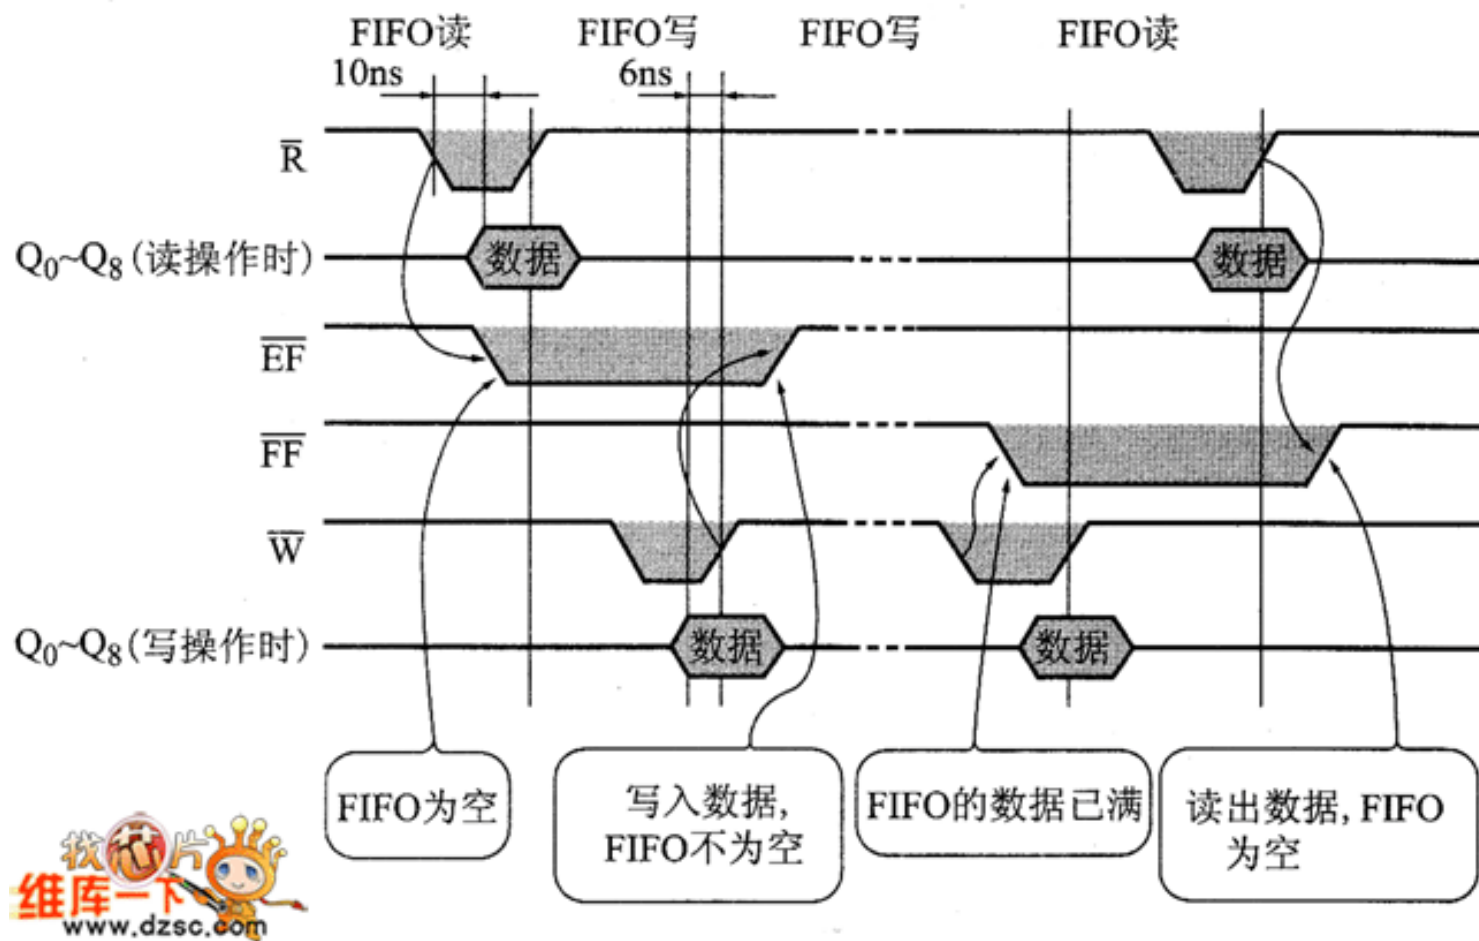 FIFO读 FIFO写 FIFO写 FIFO读
10ns 6ns
R̅
Q₀~Q₈(读操作时) 数据 数据
E̅F̅
F̅F̅
W̅
Q₀~Q₈(写操作时) 数据 数据
FIFO为空
写入数据,
FIFO不为空
FIFO的数据已满
读出数据, FIFO
为空
找芯片
维库一下
www.dzsc.com